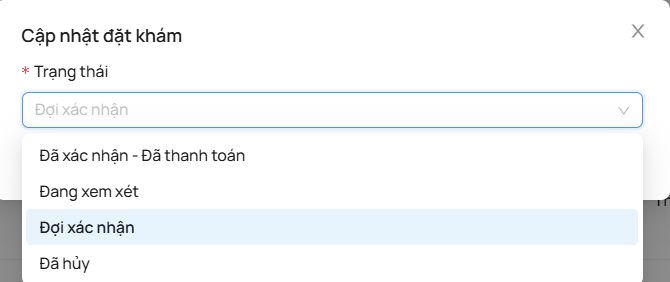 Cập nhật đặt khám
* Trạng thái
Đợi xác nhận
Đã xác nhận - Đã thanh toán
Đang xem xét
Đợi xác nhận
Đã hủy